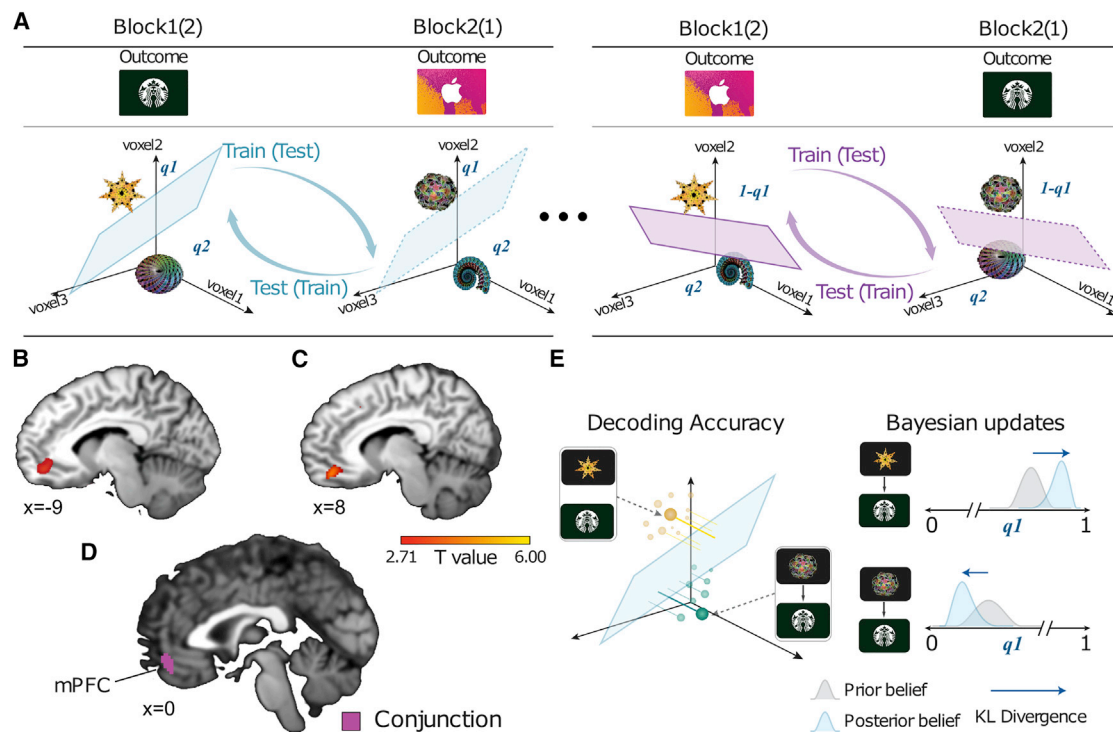 A
Block1(2)
Block2(1)
Block1(2)
Block2(1)
Outcome
Outcome
Outcome
Outcome
voxel2
q1
q2
voxel3
voxel1
Train (Test)
Test (Train)
voxel2
q1
q2
voxel3
voxel1
voxel2
1-q1
q2
voxel3
voxel1
Train (Test)
Test (Train)
voxel2
1-q1
q2
voxel3
voxel1
B
x=-9
C
x=8
2.71 T value 6.00
D
mPFC
x=0
Conjunction
E
Decoding Accuracy
Bayesian updates
0 q1 1
0 q1 1
Prior belief
Posterior belief
KL Divergence